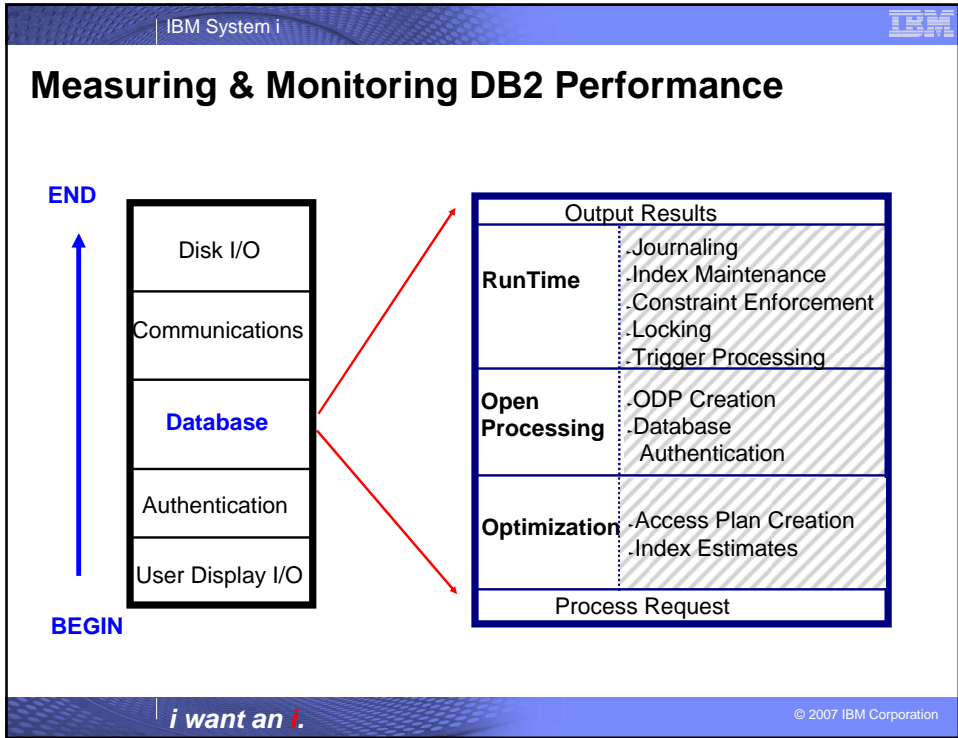 IBM System i
IBM
Measuring & Monitoring DB2 Performance
END
Disk I/O
Communications
Database
Authentication
User Display I/O
BEGIN
Output Results
RunTime
-Journaling
-Index Maintenance
-Constraint Enforcement
-Locking
-Trigger Processing
Open
Processing
-ODP Creation
-Database
Authentication
Optimization
-Access Plan Creation
-Index Estimates
Process Request
i want an i.
© 2007 IBM Corporation